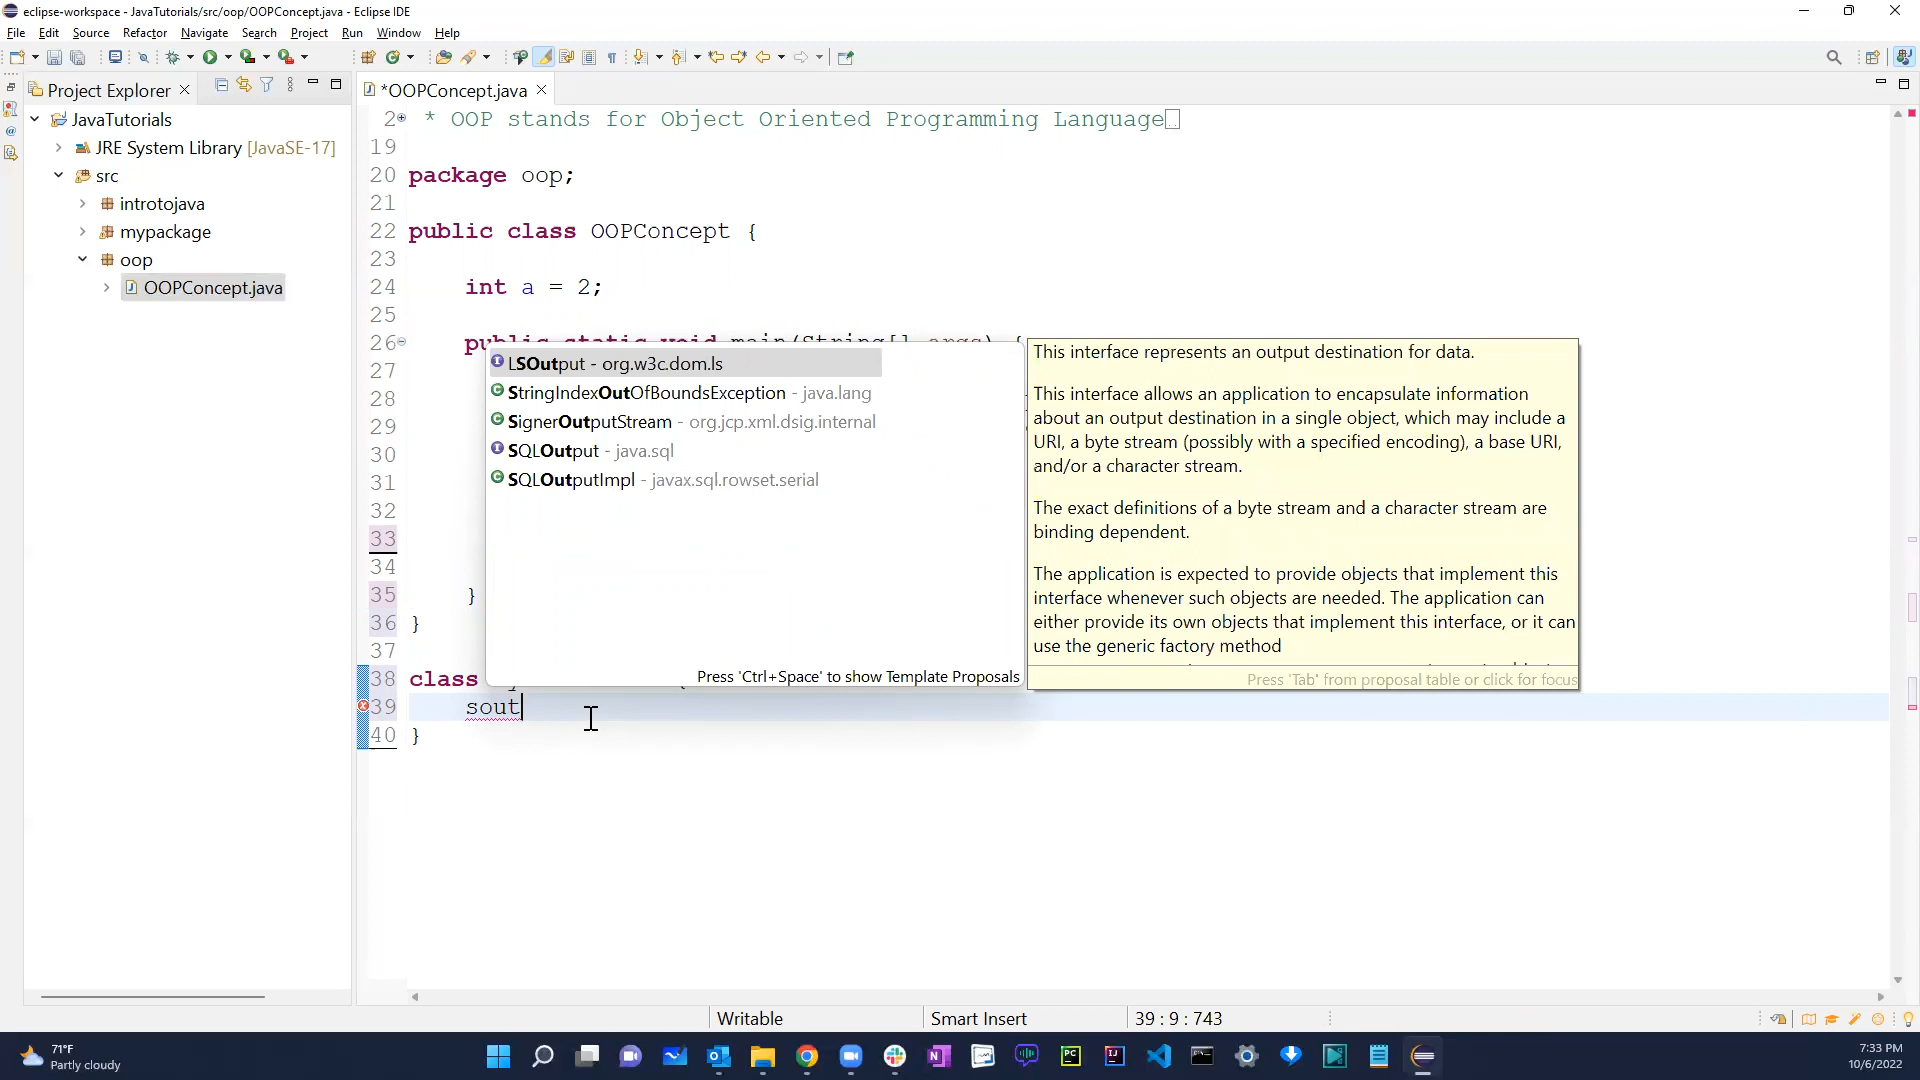 eclipse-workspace - JavaTutorials/src/oop/OOPConcept.java - Eclipse IDE
File Edit Source Refactor Navigate Search Project Run Window Help
Project Explorer
*OOPConcept.java
JavaTutorials
JRE System Library [JavaSE-17]
src
introtojava
mypackage
oop
OOPConcept.java
2 * OOP stands for Object Oriented Programming Language
19
20 package oop;
21
22 public class OOPConcept {
23
24 int a = 2;
25
26 public static void main(String[] args) {
27
28
29
30
31
32
33
34
35 }
36 }
37
38 class
39 sout
40 }
LSOutput - org.w3c.dom.ls
StringIndexOutOfBoundsException - java.lang
SignerOutputStream - org.jcp.xml.dsig.internal
SQLOutput - java.sql
SQLOutputImpl - javax.sql.rowset.serial
Press 'Ctrl+Space' to show Template Proposals
This interface represents an output destination for data.
This interface allows an application to encapsulate information
about an output destination in a single object, which may include a
URI, a byte stream (possibly with a specified encoding), a base URI,
and/or a character stream.
The exact definitions of a byte stream and a character stream are
binding dependent.
The application is expected to provide objects that implement this
interface whenever such objects are needed. The application can
either provide its own objects that implement this interface, or it can
use the generic factory method
Press 'Tab' from proposal table or click for focus
Writable Smart Insert 39 : 9 : 743
71°F
Partly cloudy
7:33 PM
10/6/2022